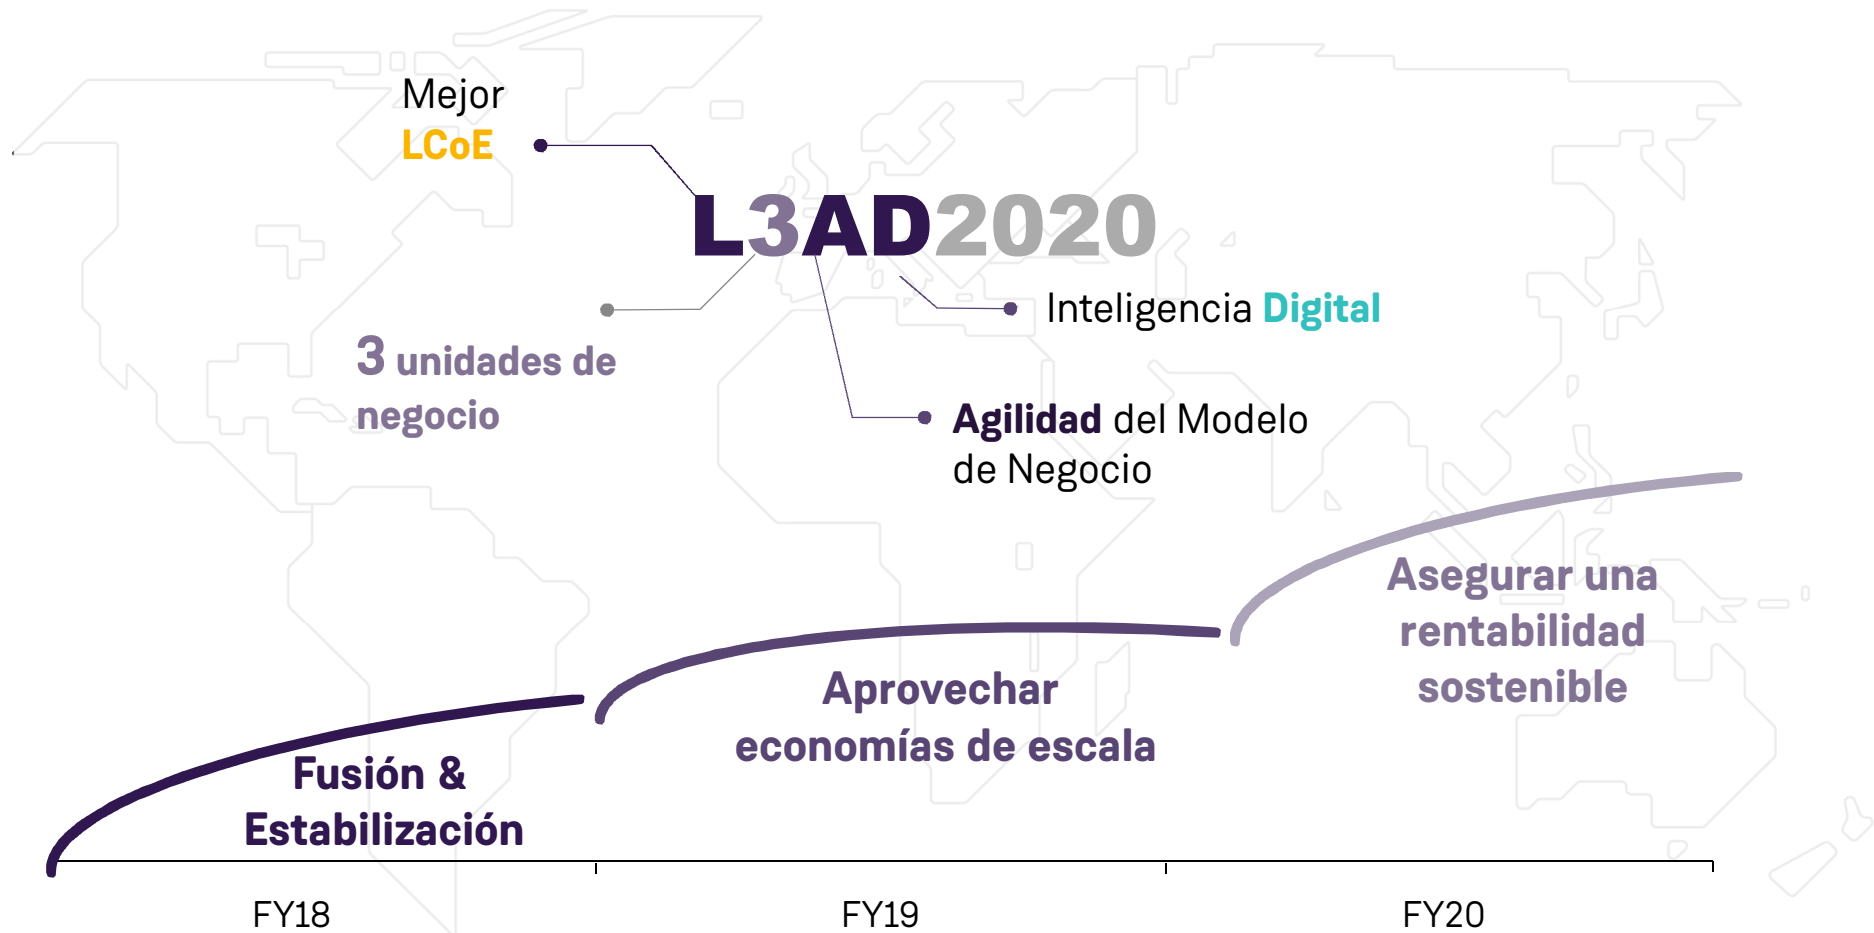 Mejor
LCoE
L3AD2020
Inteligencia Digital
3 unidades de
negocio
Agilidad del Modelo
de Negocio
Asegurar una
rentabilidad
sostenible
Aprovechar
economías de escala
Fusión &
Estabilización
FY18
FY19
FY20